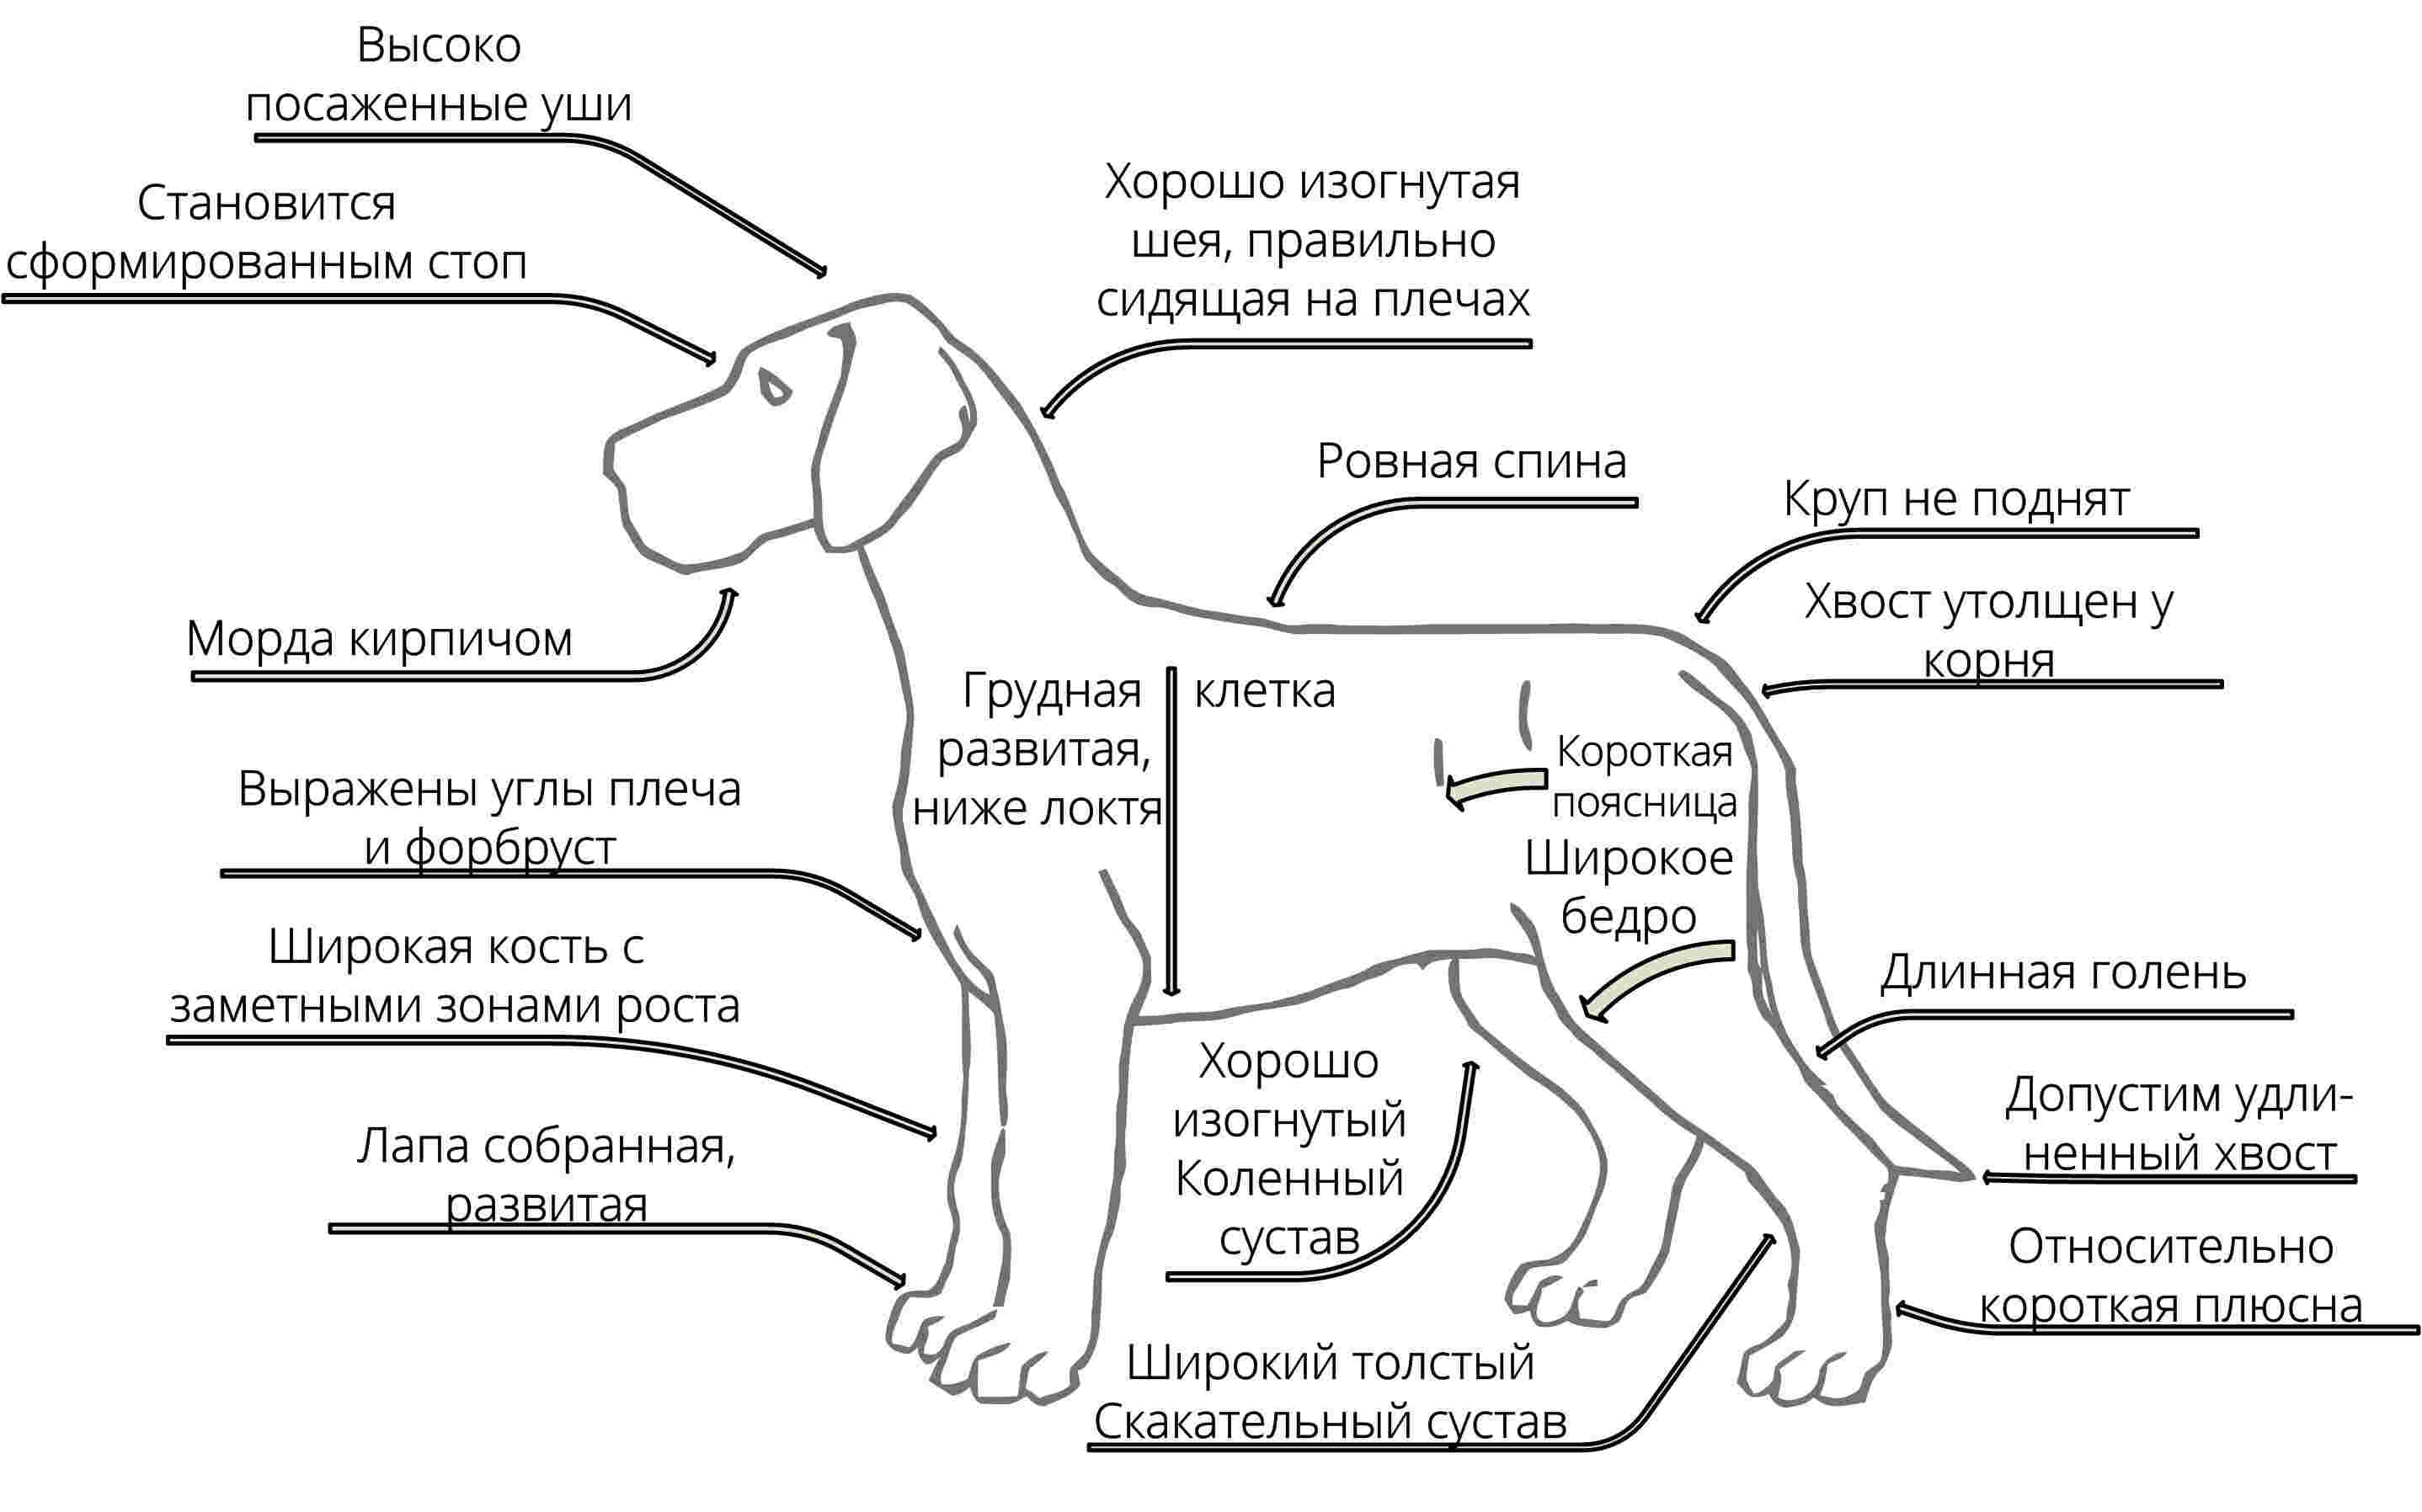 Высоко
посаженные уши
Становится
сформированным стоп
Хорошо изогнутая
шея, правильно
сидящая на плечах
Ровная спина
Круп не поднят
Хвост утолщен у
корня
Морда кирпичом
Грудная клетка
развитая,
ниже локтя
Короткая
поясница
Широкое
бедро
Выражены углы плеча
и форбруст
Широкая кость с
заметными зонами роста
Лапа собранная,
развитая
Хорошо
изогнутый
Коленный
сустав
Длинная голень
Допустим удли-
ненный хвост
Относительно
короткая плюсна
Широкий толстый
Скакательный сустав